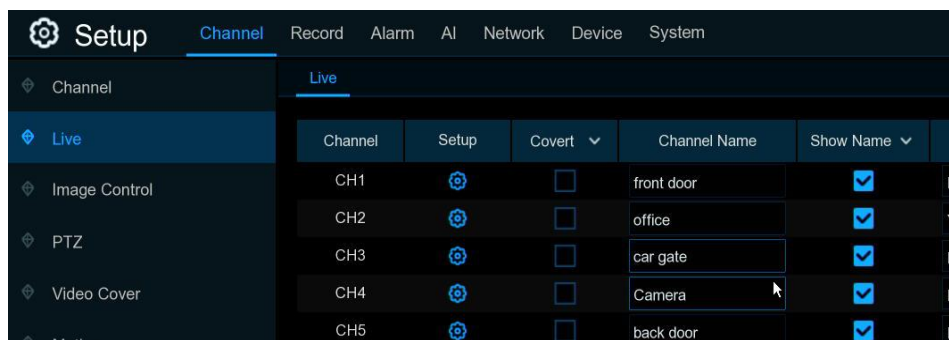 Setup Channel Record Alarm AI Network Device System
Channel
Live
Live
Channel Setup Covert Channel Name Show Name
Image Control
PTZ
Video Cover
CH1 front door
CH2 office
CH3 car gate
CH4 Camera
CH5 back door